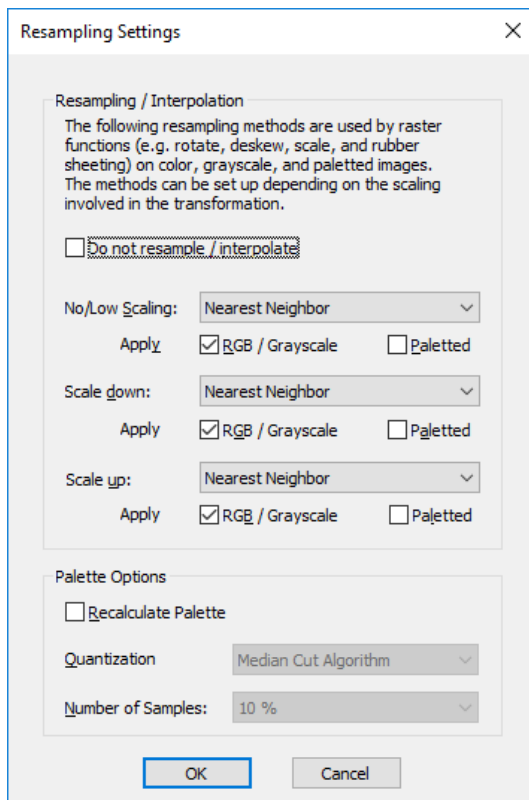 Resampling Settings
Resampling / Interpolation
The following resampling methods are used by raster
functions (e.g. rotate, deskew, scale, and rubber
sheeting) on color, grayscale, and paletted images.
The methods can be set up depending on the scaling
involved in the transformation.
Do not resample / interpolate
No/Low Scaling: Nearest Neighbor
Apply RGB / Grayscale Paletted
Scale down: Nearest Neighbor
Apply RGB / Grayscale Paletted
Scale up: Nearest Neighbor
Apply RGB / Grayscale Paletted
Palette Options
Recalculate Palette
Quantization Median Cut Algorithm
Number of Samples: 10 %
OK Cancel